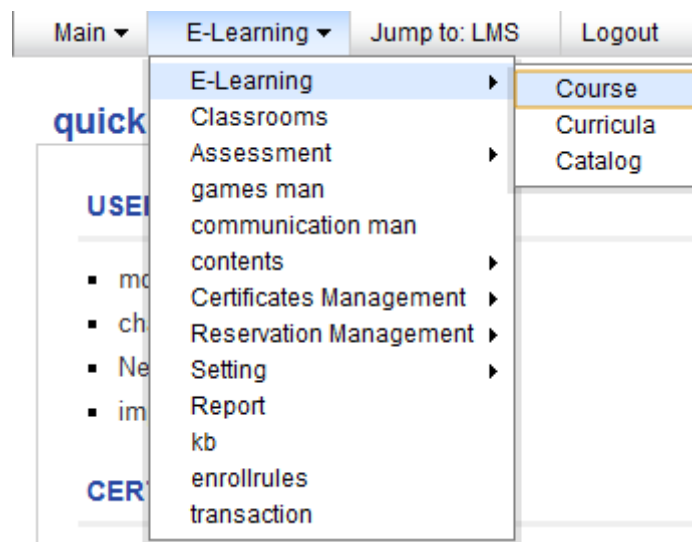 Main E-Learning Jump to: LMS Logout
E-Learning
Course
quick
Classrooms
Curricula
Assessment
Catalog
games man
communication man
contents
Certificates Management
Reservation Management
Setting
Report
kb
enrollrules
transaction